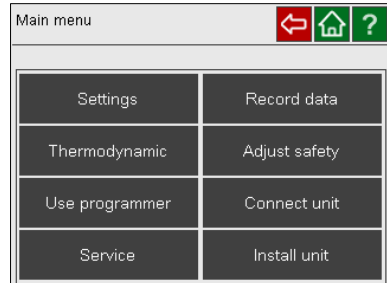 Main menu
?
Settings
Record data
Thermodynamic
Adjust safety
Use programmer
Connect unit
Service
Install unit